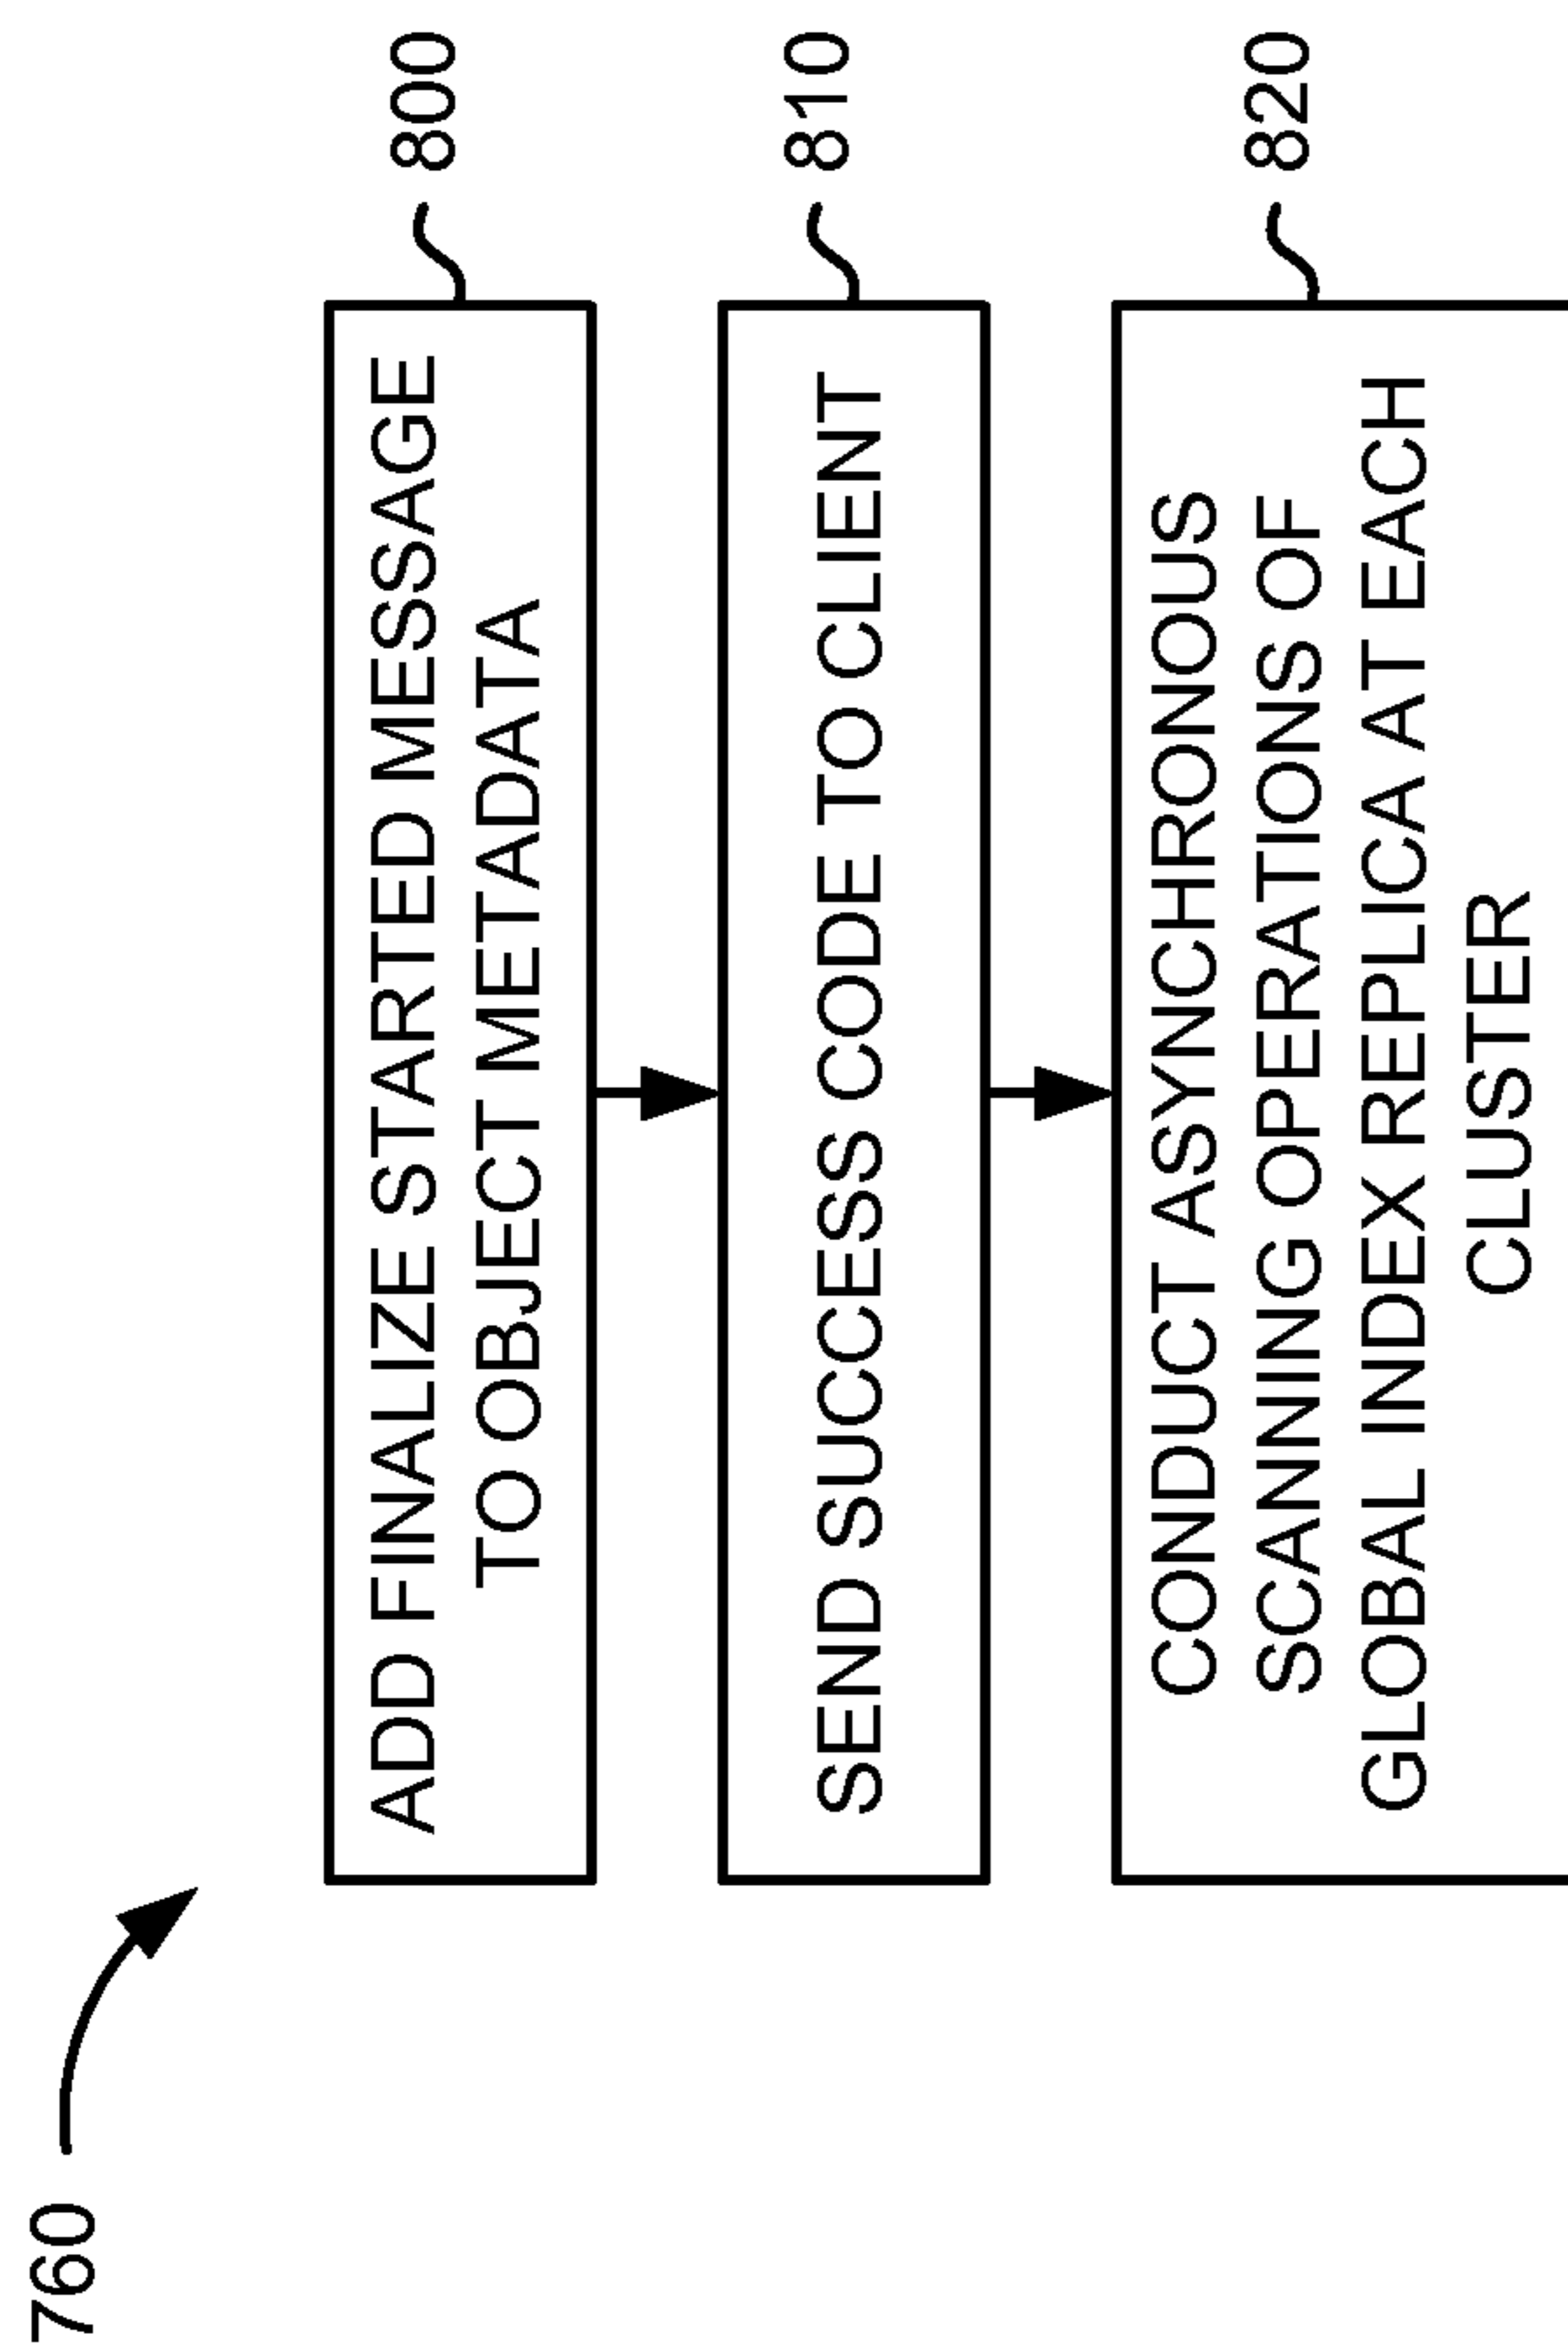 760
ADD FINALIZE STARTED MESSAGE
TO OBJECT METADATA
800
SEND SUCCESS CODE TO CLIENT
810
CONDUCT ASYNCHRONOUS
SCANNING OPERATIONS OF
GLOBAL INDEX REPLICA AT EACH
CLUSTER
820